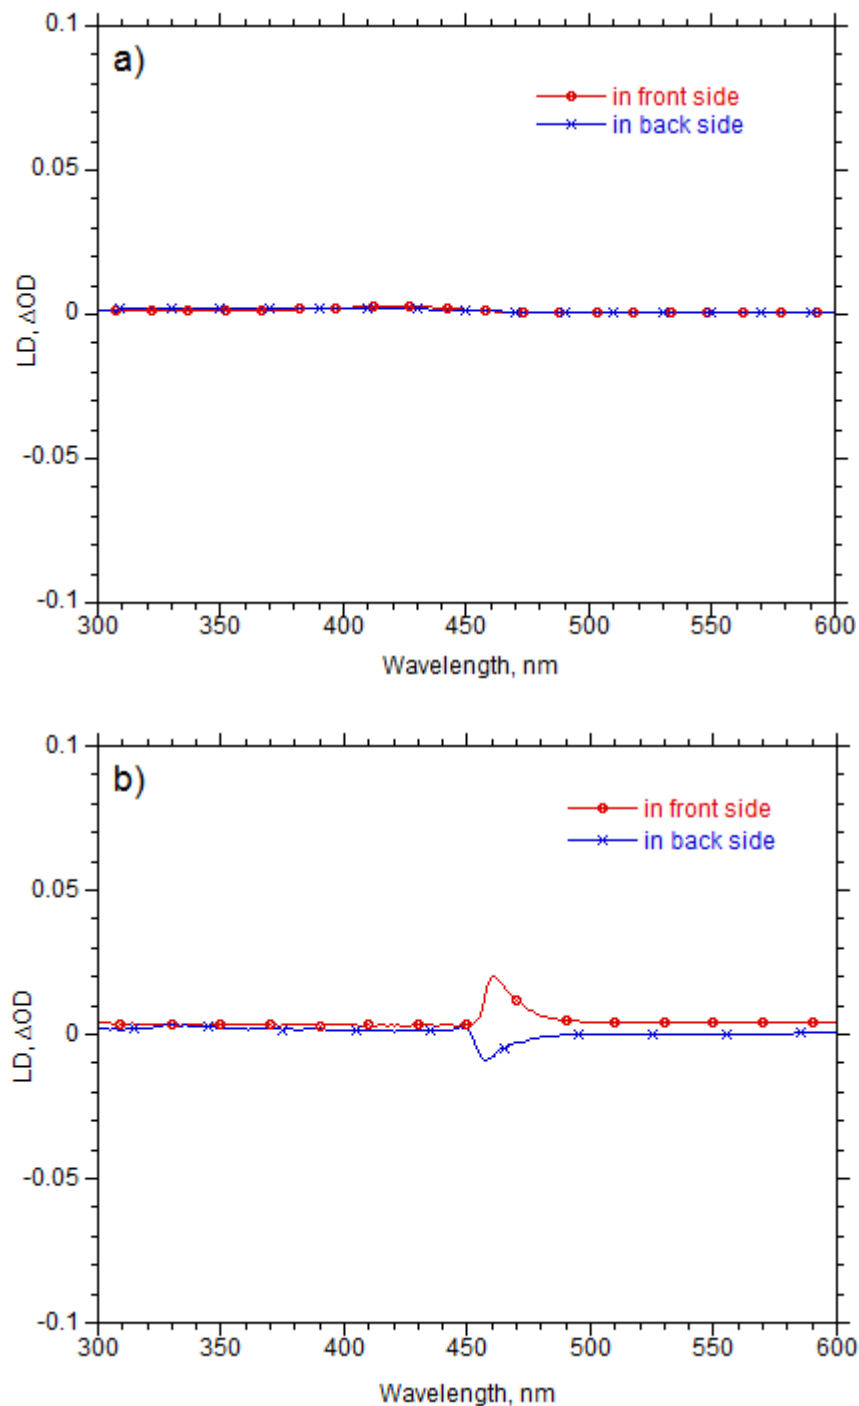 a)
in front side
in back side
0.1
0.05
0
-0.05
-0.1
LD, ΔOD
300 350 400 450 500 550 600
Wavelength, nm
b)
in front side
in back side
0.1
0.05
0
-0.05
-0.1
LD, ΔOD
300 350 400 450 500 550 600
Wavelength, nm